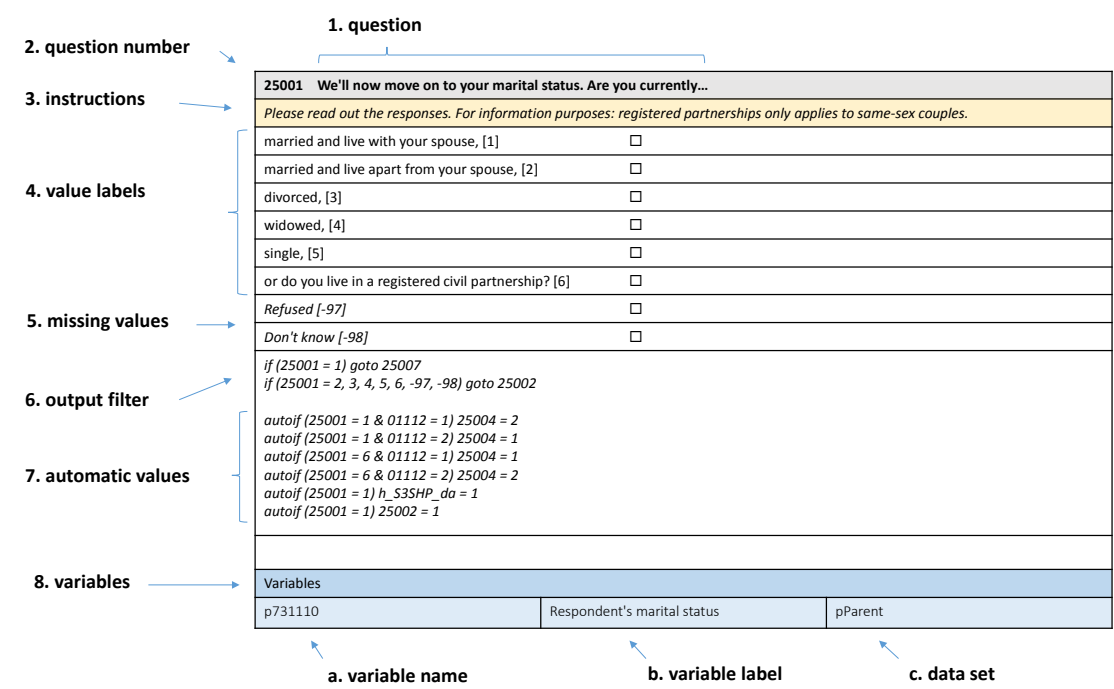 1. question
2. question number
25001 We'll now move on to your marital status. Are you currently…
3. instructions
Please read out the responses. For information purposes: registered partnerships only applies to same-sex couples.
married and live with your spouse, [1]
married and live apart from your spouse, [2]
4. value labels
divorced, [3]
widowed, [4]
single, [5]
or do you live in a registered civil partnership? [6]
5. missing values
Refused [-97]
Don't know [-98]
6. output filter
if (25001 = 1) goto 25007
if (25001 = 2, 3, 4, 5, 6, -97, -98) goto 25002
7. automatic values
autoif (25001 = 1 & 01112 = 1) 25004 = 2
autoif (25001 = 1 & 01112 = 2) 25004 = 1
autoif (25001 = 6 & 01112 = 1) 25004 = 1
autoif (25001 = 6 & 01112 = 2) 25004 = 2
autoif (25001 = 1) h_S3SHP_da = 1
autoif (25001 = 1) 25002 = 1
8. variables
Variables
p731110 Respondent's marital status pParent
a. variable name b. variable label c. data set